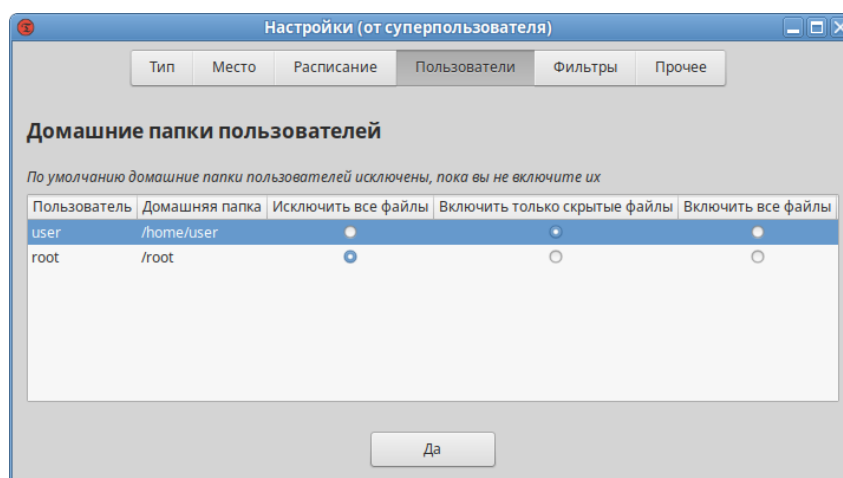 Настройки (от суперпользователя)
Тип Место Расписание Пользователи Фильтры Прочее
Домашние папки пользователей
По умолчанию домашние папки пользователей исключены, пока вы не включите их
Пользователь Домашняя папка Исключить все файлы Включить только скрытые файлы Включить все файлы
user /home/user
root /root
Да